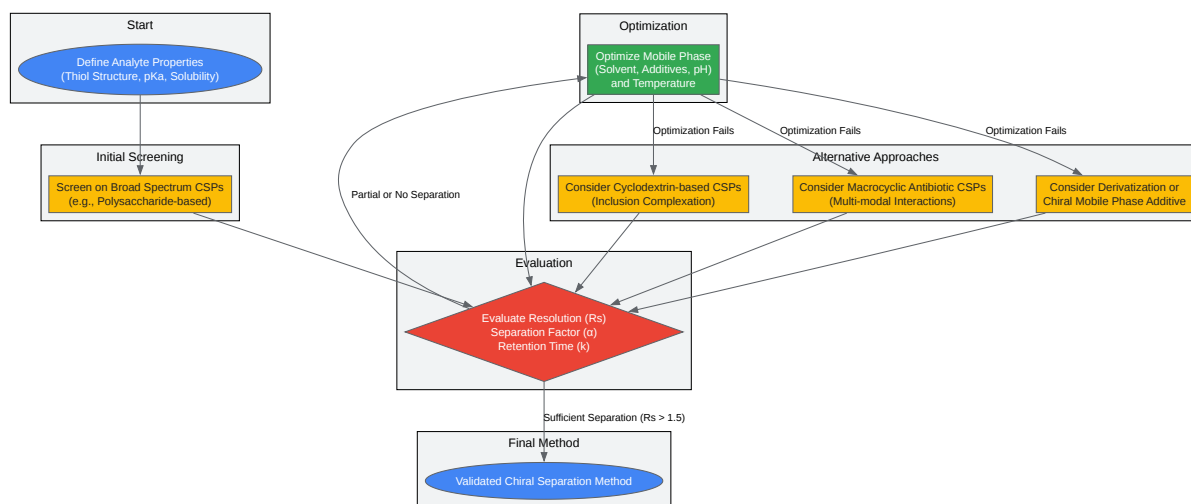 Start
Define Analyte Properties
(Thiol Structure, pKa, Solubility)
Optimization
Optimize Mobile Phase
(Solvent, Additives, pH)
and Temperature
Optimization Fails
Optimization Fails
Optimization Fails
Initial Screening
Screen on Broad Spectrum CSPs
(e.g., Polysaccharide-based)
Partial or No Separation
Alternative Approaches
Consider Cyclodextrin-based CSPs
(Inclusion Complexation)
Consider Macrocyclic Antibiotic CSPs
(Multi-modal Interactions)
Consider Derivatization or
Chiral Mobile Phase Additive
Evaluation
Evaluate Resolution (Rs)
Separation Factor (α)
Retention Time (k)
Sufficient Separation (Rs > 1.5)
Final Method
Validated Chiral Separation Method